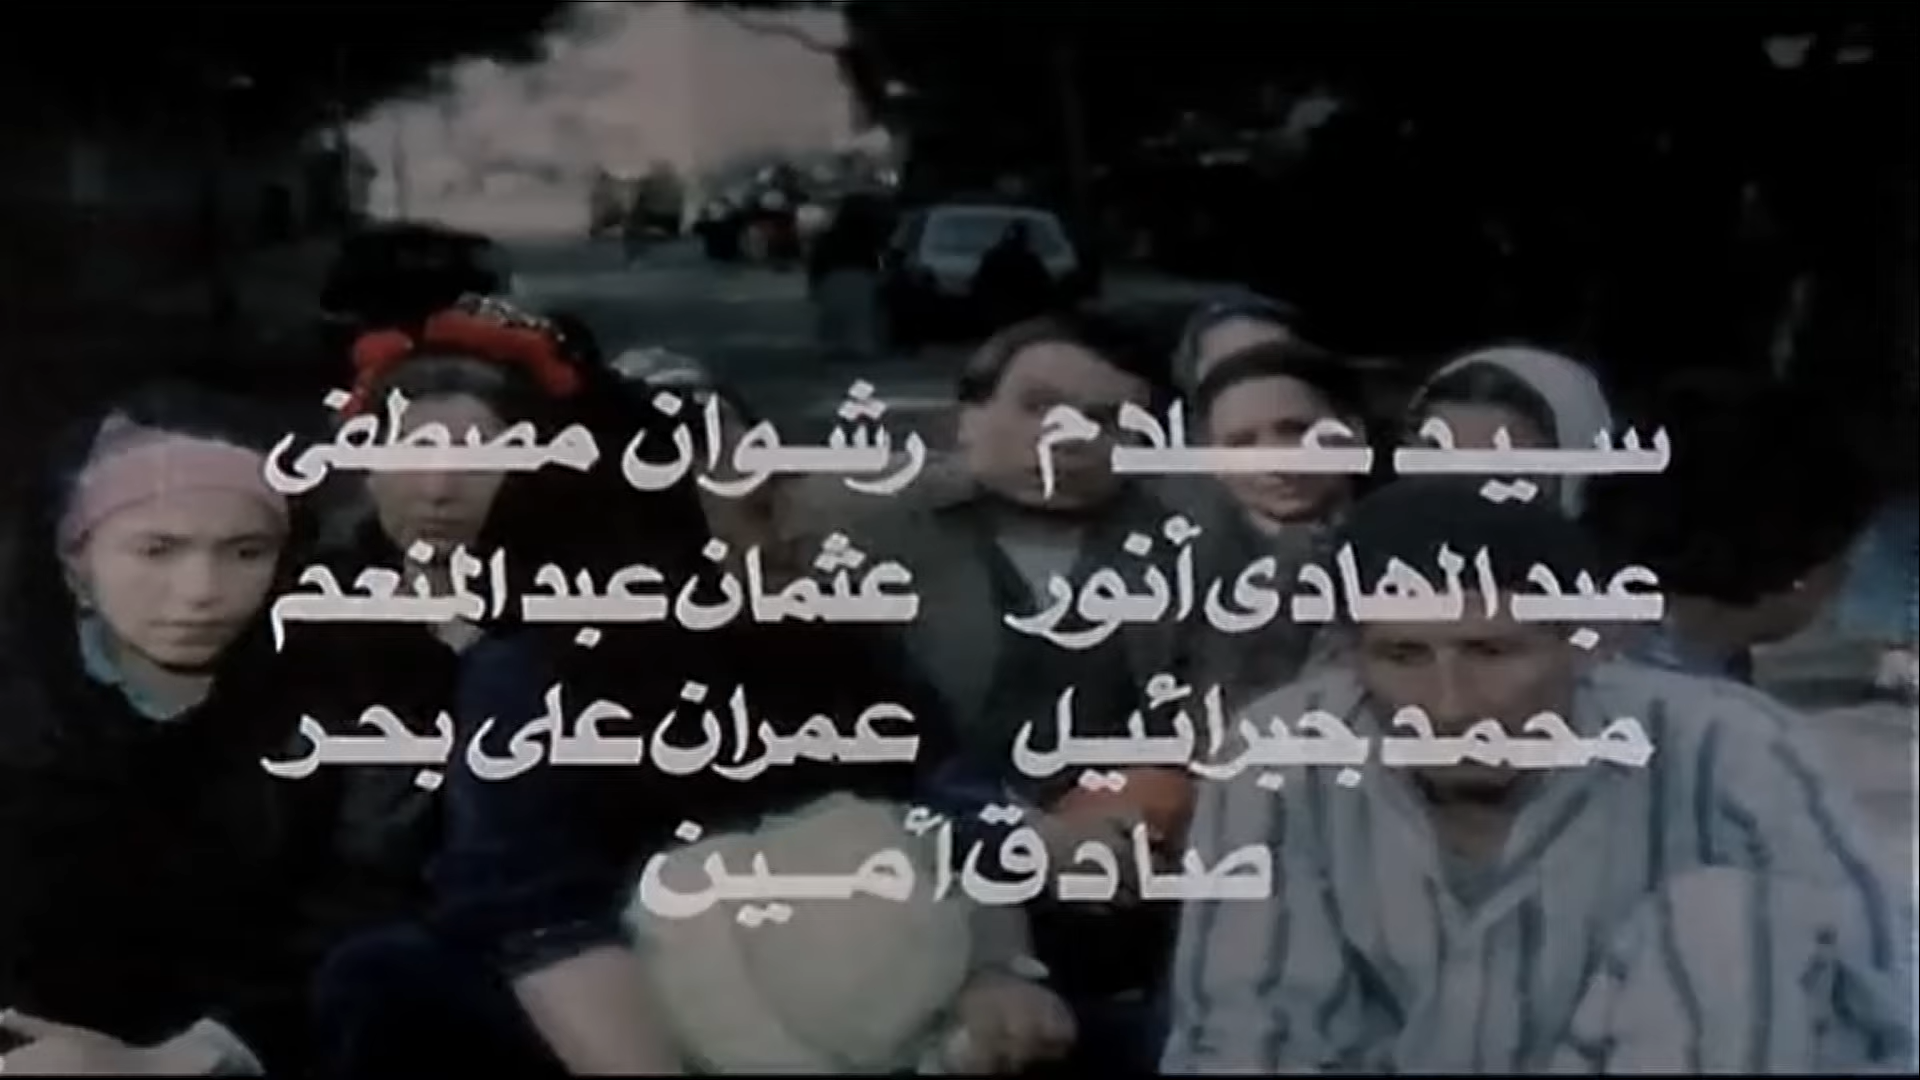 سيد علام رشوان مصطفى
عبد الهادى أنور عثمان عبد المنعم
محمد جبرائيل عمران على بحر
صادق أمين